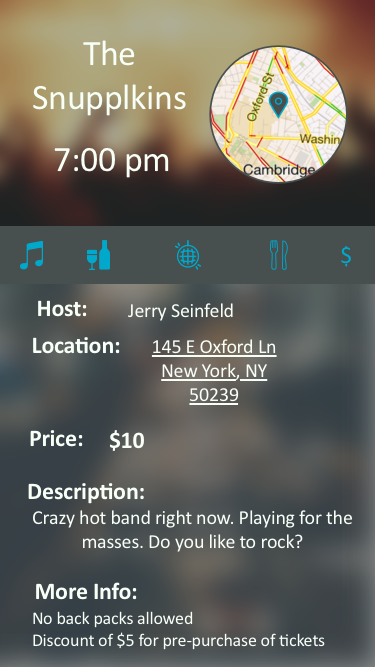 The
Snupplkins
7:00 pm
Oxford St
Washin
Cambridge
$
Host: Jerry Seinfeld
Location: 145 E Oxford Ln
New York, NY
50239
Price: $10
Description:
Crazy hot band right now. Playing for the
masses. Do you like to rock?
More Info:
No back packs allowed
Discount of $5 for pre-purchase of tickets